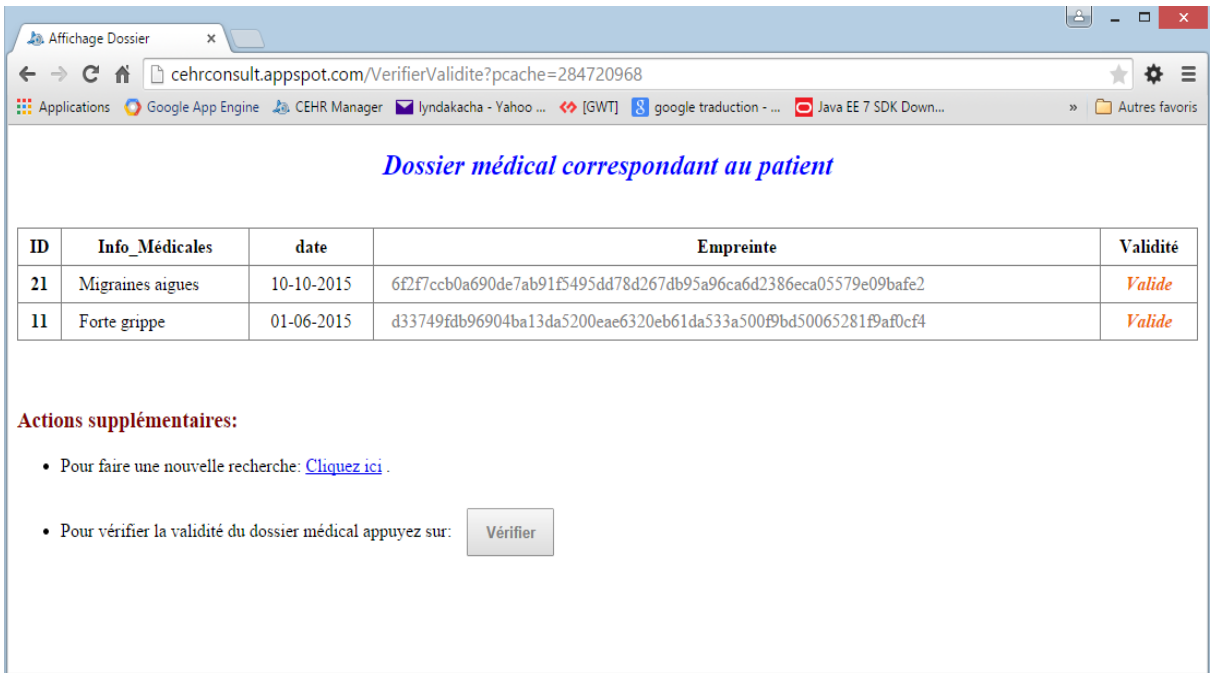 Affichage Dossier
cehrconsult.appspot.com/VerifierValidite?pcache=284720968
Applications Google App Engine CEHR Manager lyndakacha - Yahoo ... [GWT] google traduction - ... Java EE 7 SDK Down... » Autres favoris
Dossier médical correspondant au patient
ID Info_Médicales date Empreinte Validité
21 Migraines aigues 10-10-2015 6f2f7ccb0a690de7ab91f5495dd78d267db95a96ca6d2386eca05579e09bafe2 Valide
11 Forte grippe 01-06-2015 d33749fdb96904ba13da5200eae6320eb61da533a500f9bd50065281f9af0cf4 Valide
Actions supplémentaires:
• Pour faire une nouvelle recherche: Cliquez ici .
• Pour vérifier la validité du dossier médical appuyez sur: Vérifier